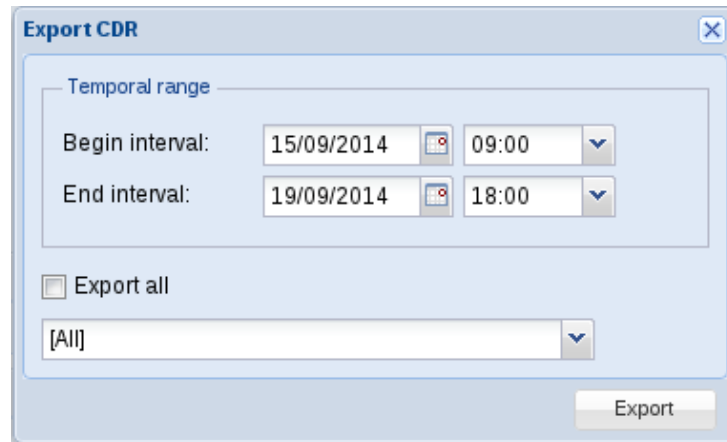 Export CDR
Temporal range
Begin interval: 15/09/2014 09:00
End interval: 19/09/2014 18:00
Export all
[All]
Export